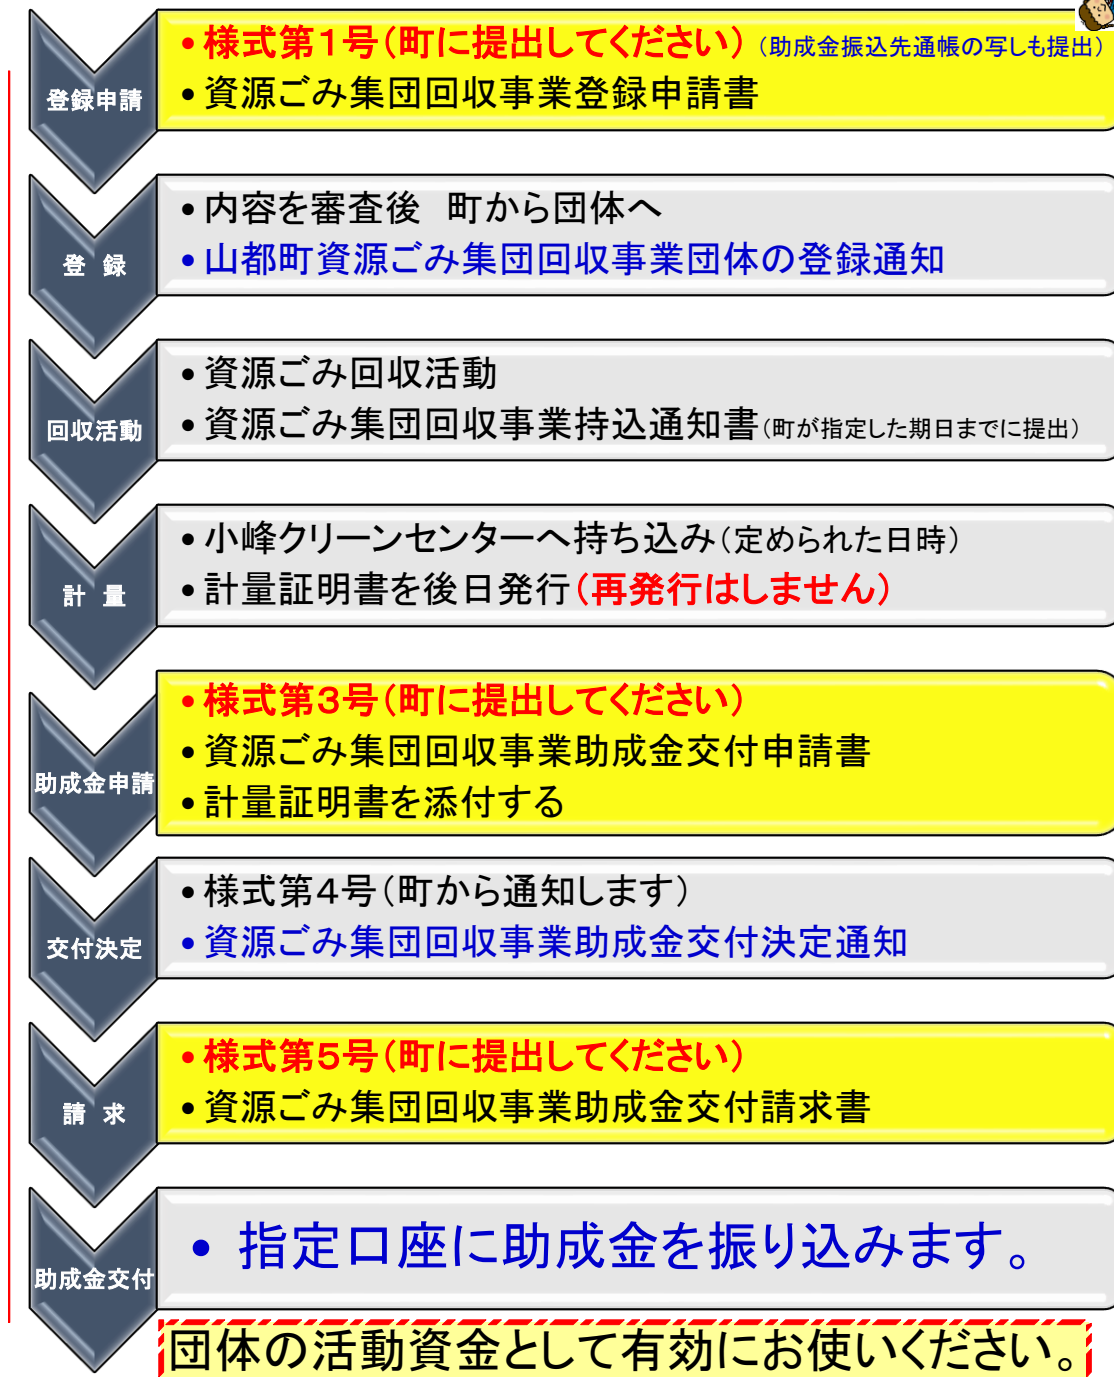 登録申請
・様式第１号（町に提出してください）（助成金振込先通帳の写しも提出）
・資源ごみ集団回収事業登録申請書
登 録
・内容を審査後　町から団体へ
・山都町資源ごみ集団回収事業団体の登録通知
回収活動
・資源ごみ回収活動
・資源ごみ集団回収事業持込通知書（町が指定した期日までに提出）
計 量
・小峰クリーンセンターへ持ち込み（定められた日時）
・計量証明書を後日発行（再発行はしません）
助成金申請
・様式第３号（町に提出してください）
・資源ごみ集団回収事業助成金交付申請書
・計量証明書を添付する
交付決定
・様式第４号（町から通知します）
・資源ごみ集団回収事業助成金交付決定通知
請 求
・様式第５号（町に提出してください）
・資源ごみ集団回収事業助成金交付請求書
助成金交付
・指定口座に助成金を振り込みます。
団体の活動資金として有効にお使いください。